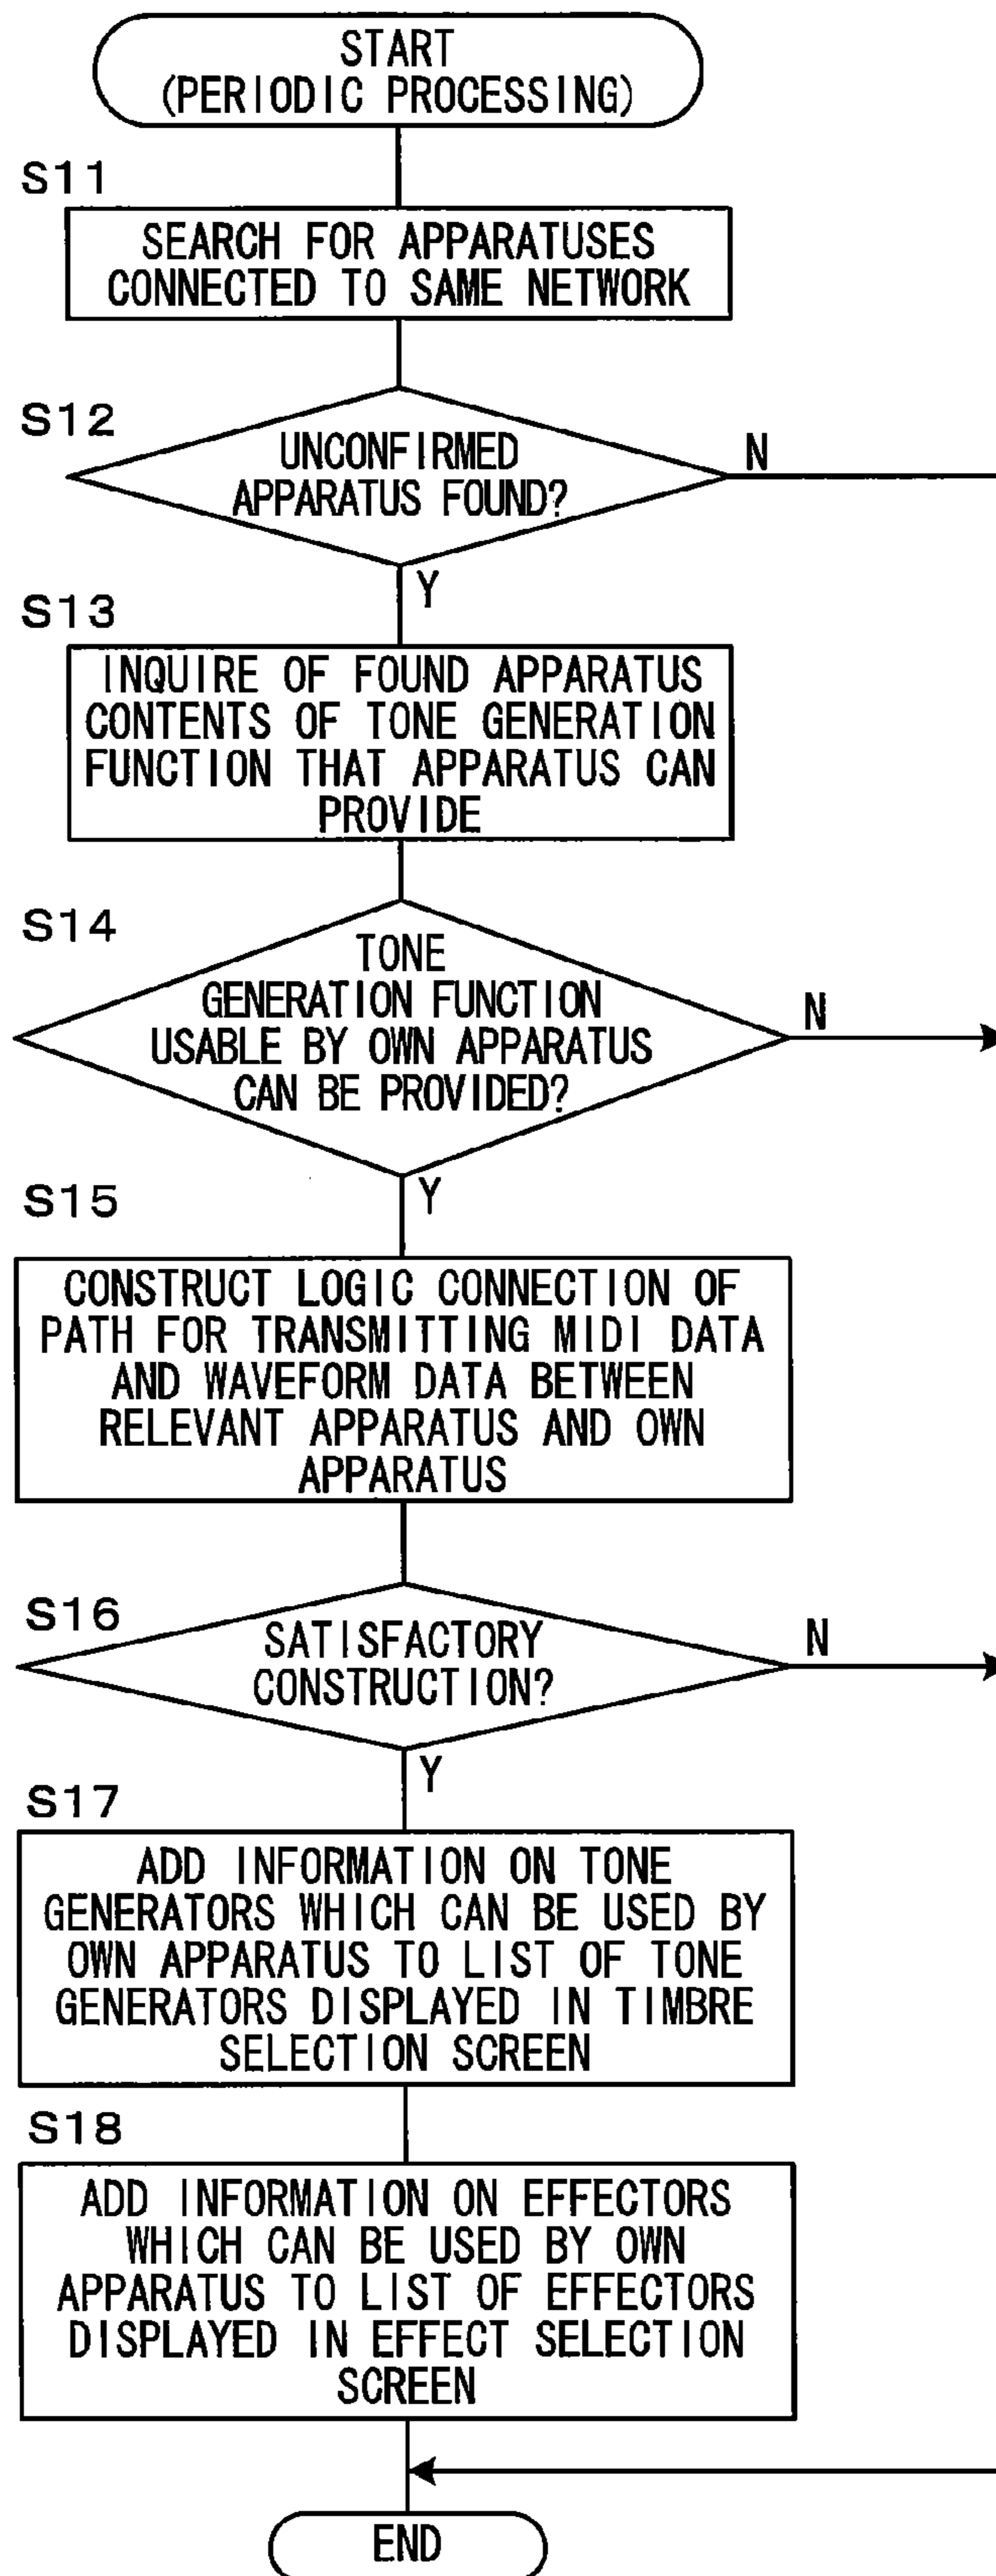 START
(PERIODIC PROCESSING)
S11
SEARCH FOR APPARATUSES
CONNECTED TO SAME NETWORK
S12
UNCONFIRMED
APPARATUS FOUND?
N
Y
S13
INQUIRE OF FOUND APPARATUS
CONTENTS OF TONE GENERATION
FUNCTION THAT APPARATUS CAN
PROVIDE
S14
TONE
GENERATION FUNCTION
USABLE BY OWN APPARATUS
CAN BE PROVIDED?
N
Y
S15
CONSTRUCT LOGIC CONNECTION OF
PATH FOR TRANSMITTING MIDI DATA
AND WAVEFORM DATA BETWEEN
RELEVANT APPARATUS AND OWN
APPARATUS
S16
SATISFACTORY
CONSTRUCTION?
N
Y
S17
ADD INFORMATION ON TONE
GENERATORS WHICH CAN BE USED BY
OWN APPARATUS TO LIST OF TONE
GENERATORS DISPLAYED IN TIMBRE
SELECTION SCREEN
S18
ADD INFORMATION ON EFFECTORS
WHICH CAN BE USED BY OWN
APPARATUS TO LIST OF EFFECTORS
DISPLAYED IN EFFECT SELECTION
SCREEN
END